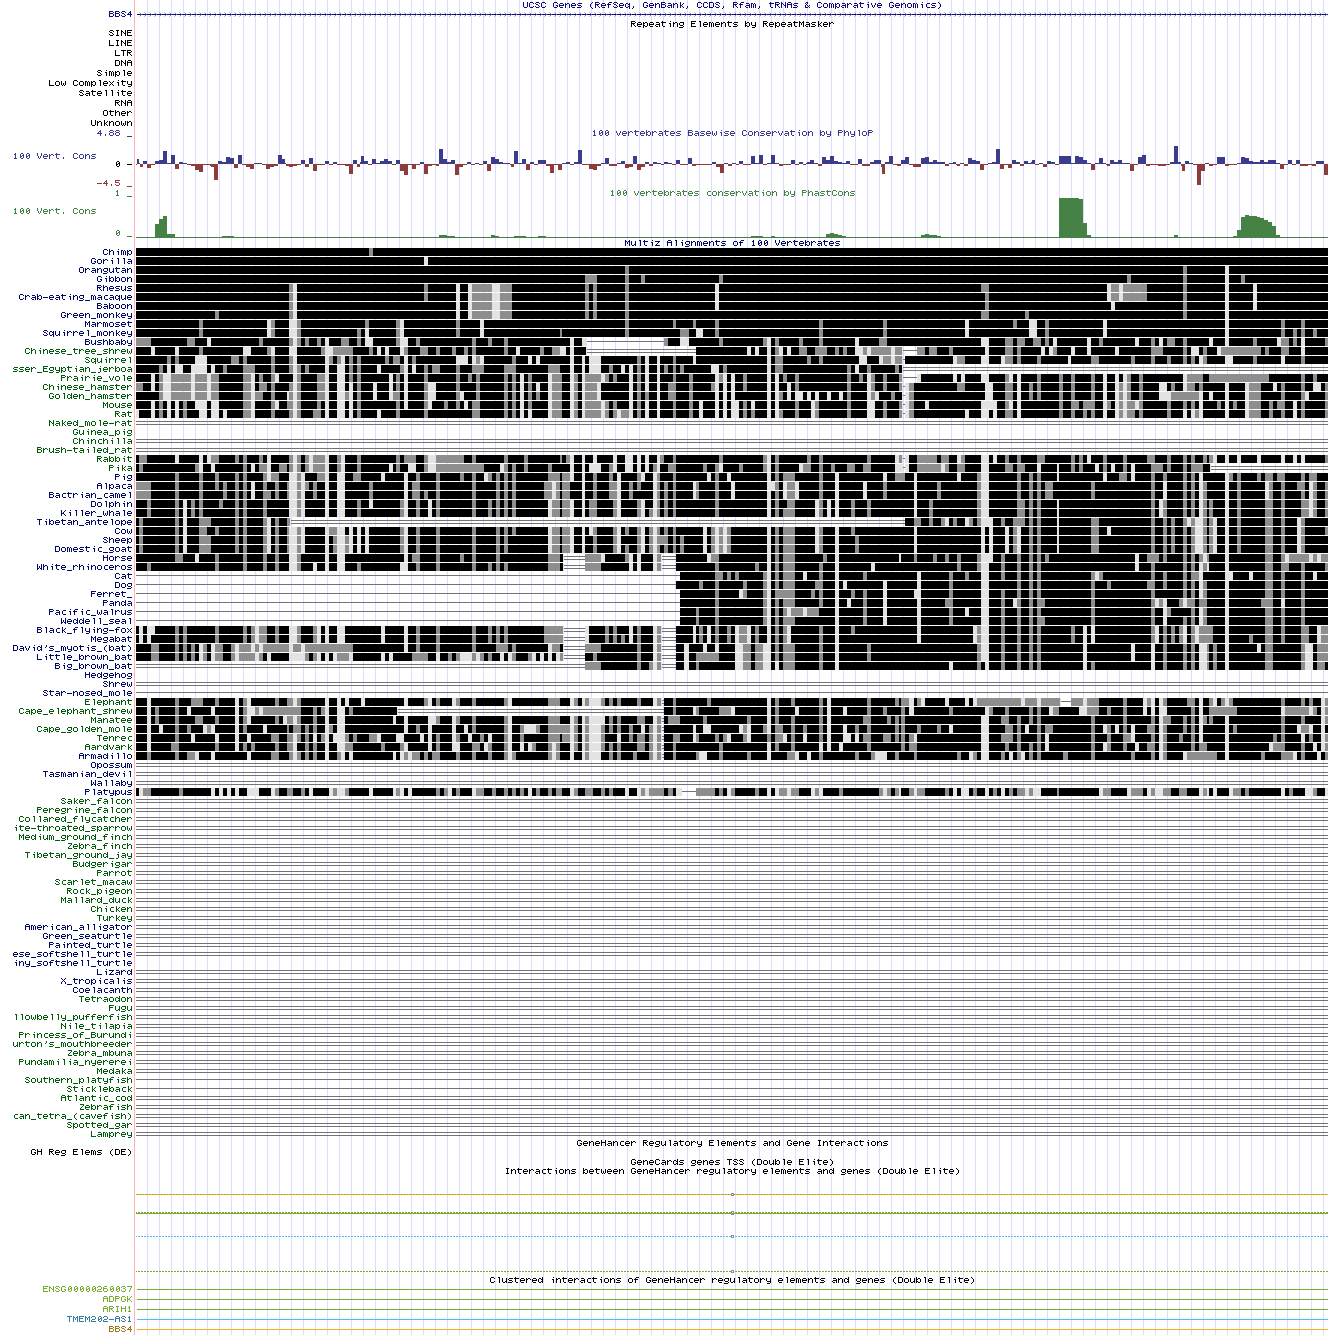 UCSC Genes (RefSeq, GenBank, CCDS, Rfam, tRNAs & Comparative Genomics)
BBS4
Repeating Elements by RepeatMasker
SINE
LINE
LTR
DNA
Simple
Low Complexity
Satellite
RNA
Other
Unknown
4.88 _
100 vertebrates Basewise Conservation by PhyloP
100 Vert. Cons
0 _
-4.5 _
100 vertebrates conservation by PhastCons
1 _
100 Vert. Cons
0 _
Multiz Alignments of 100 Vertebrates
Chimp
Gorilla
Orangutan
Gibbon
Rhesus
Crab-eating_macaque
Baboon
Green_monkey
Marmoset
Squirrel_monkey
Bushbaby
Chinese_tree_shrew
Squirrel
sser_Egyptian_jerboa
Prairie_vole
Chinese_hamster
Golden_hamster
Mouse
Rat
Naked_mole-rat
Guinea_pig
Chinchilla
Brush-tailed_rat
Rabbit
Pika
Pig
Alpaca
Bactrian_camel
Dolphin
Killer_whale
Tibetan_antelope
Cow
Sheep
Domestic_goat
Horse
White_rhinoceros
Cat
Dog
Ferret_
Panda
Pacific_walrus
Weddell_seal
Black_flying-fox
Megabat
David's_myotis_(bat)
Little_brown_bat
Big_brown_bat
Hedgehog
Shrew
Star-nosed_mole
Elephant
Cape_elephant_shrew
Manatee
Cape_golden_mole
Tenrec
Aardvark
Armadillo
Opossum
Tasmanian_devil
Wallaby
Platypus
Saker_falcon
Peregrine_falcon
Collared_flycatcher
ite-throated_sparrow
Medium_ground_finch
Zebra_finch
Tibetan_ground_jay
Budgerigar
Parrot
Scarlet_macaw
Rock_pigeon
Mallard_duck
Chicken
Turkey
American_alligator
Green_seaturtle
Painted_turtle
ese_softshell_turtle
iny_softshell_turtle
Lizard
X_tropicalis
Coelacanth
Tetraodon
Fugu
llowbelly_pufferfish
Nile_tilapia
Princess_of_Burundi
urton's_mouthbreeder
Zebra_mbuna
Pundamilia_nyererei
Medaka
Southern_platyfish
Stickleback
Atlantic_cod
Zebrafish
can_tetra_(cavefish)
Spotted_gar
Lamprey
GeneHancer Regulatory Elements and Gene Interactions
GH Reg Elems (DE)
GeneCards genes TSS (Double Elite)
Interactions between GeneHancer regulatory elements and genes (Double Elite)
Clustered interactions of GeneHancer regulatory elements and genes (Double Elite)
ENSG00000260037
ADPGK
ARIH1
TMEM202-AS1
BBS4